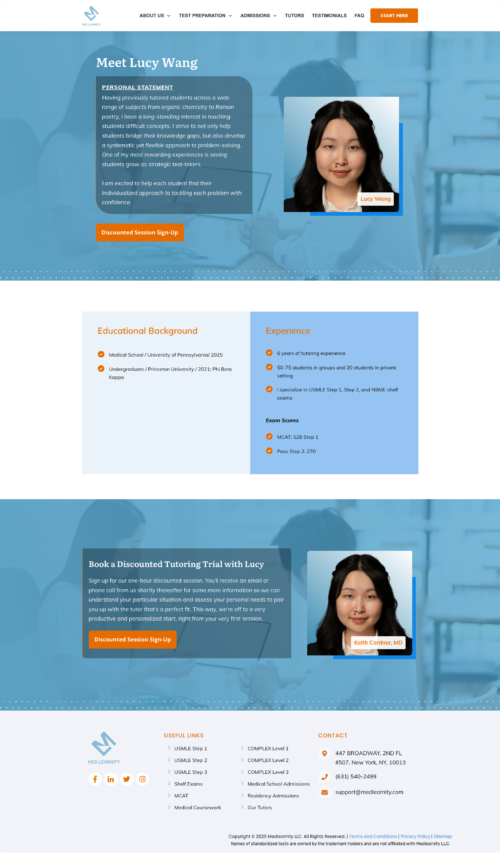 ABOUT US TEST PREPARATION ADMISSIONS TUTORS TESTIMONIALS FAQ START HERE
MED LEARNITY
Meet Lucy Wang
PERSONAL STATEMENT
Having previously tutored students across a wide
range of subjects from organic chemistry to Roman
poetry, I have a long-standing interest in teaching
students difficult concepts. I strive to not only help
students bridge their knowledge gaps, but also develop
a systematic yet flexible approach to problem-solving.
One of my most rewarding experiences is seeing
students grow as strategic test-takers.
I am excited to help each student find their
individualized approach to tackling each problem with
confidence.
Lucy Wang
Discounted Session Sign-Up
Educational Background
Medical School / University of Pennsylvania/ 2025
Undergraduate / Princeton University / 2021; Phi Beta
Kappa
Experience
6 years of tutoring experience
50-75 students in groups and 20 students in private
setting
I specialize in USMLE Step 1, Step 2, and NBME shelf
exams
Exam Scores
MCAT: 528 Step 1
Pass Step 2: 270
Book a Discounted Tutoring Trial with Lucy
Sign up for our one-hour discounted session. You'll receive an email or
phone call from us shortly thereafter for some more information so we can
understand your particular situation and assess your personal needs to pair
you up with the tutor that's a perfect fit. This way, we're off to a very
productive and personalized start, right from your very first session.
Discounted Session Sign-Up
Keith Cordner, MD
MED LEARNITY
USEFUL LINKS
USMLE Step 1
USMLE Step 2
USMLE Step 3
Shelf Exams
MCAT
Medical Coursework
COMPLEX Level 1
COMPLEX Level 2
COMPLEX Level 3
Medical School Admissions
Residency Admissions
Our Tutors
CONTACT
447 BROADWAY, 2ND FL
#507, New York, NY, 10013
(631) 540-2499
support@medlearnity.com
Copyright © 2025 Medlearnity LLC. All Rights Reserved. | Terms and Conditions | Privacy Policy | Sitemap
Names of standardized tests are owned by the trademark holders and are not affiliated with Medlearnity LLC.